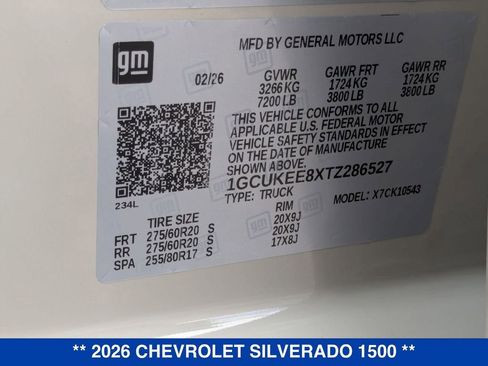 gm
MFD BY GENERAL MOTORS LLC
02/26 GVWR GAWR FRT GAWR RR
3266 KG 1724 KG 1724 KG
7200 LB 3800 LB 3800 LB
THIS VEHICLE CONFORMS TO ALL
APPLICABLE U.S. FEDERAL MOTOR
VEHICLE SAFETY STANDARDS IN EFFECT
ON THE DATE OF MANUFACTURE
SHOWN ABOVE.
1GCUKEE8XTZ286527
TYPE: TRUCK MODEL: X7CK10543
234L
TIRE SIZE RIM
FRT 275/60R20 S 20X9J
RR 275/60R20 S 20X9J
SPA 255/80R17 S 17X8J
** 2026 CHEVROLET SILVERADO 1500 **